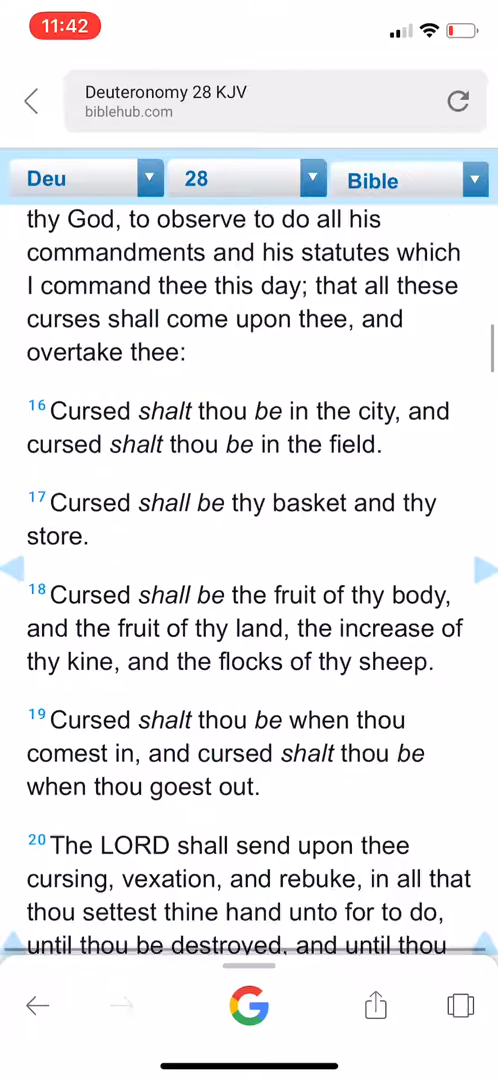 11:42
Deuteronomy 28 KJV
biblehub.com
Deu 28 Bible
thy God, to observe to do all his
commandments and his statutes which
I command thee this day; that all these
curses shall come upon thee, and
overtake thee:
16 Cursed shalt thou be in the city, and
cursed shalt thou be in the field.
17 Cursed shall be thy basket and thy
store.
18 Cursed shall be the fruit of thy body,
and the fruit of thy land, the increase of
thy kine, and the flocks of thy sheep.
19 Cursed shalt thou be when thou
comest in, and cursed shalt thou be
when thou goest out.
20 The LORD shall send upon thee
cursing, vexation, and rebuke, in all that
thou settest thine hand unto for to do,
until thou be destroyed, and until thou
G